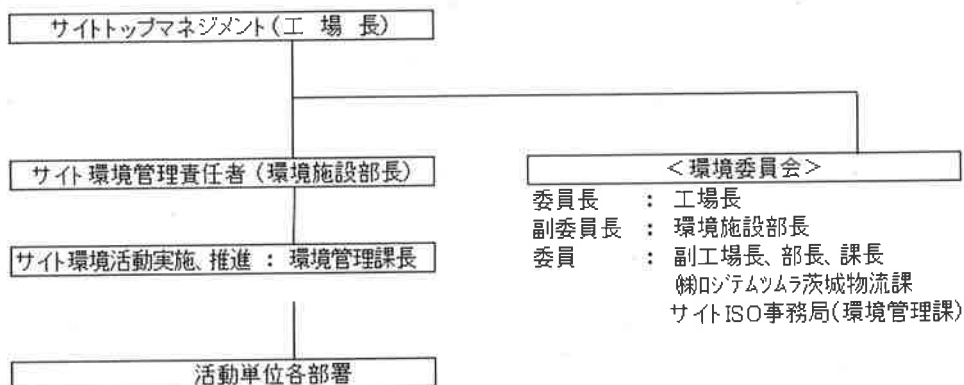 サイトトップマネジメント(工 場 長)
サイト環境管理責任者(環境施設部長)
サイト環境活動実施、推進 : 環境管理課長
活動単位各部署
<環境委員会>
委員長 : 工場長
副委員長 : 環境施設部長
委員 : 副工場長、部長、課長
㈱ロジテムツムラ茨城物流課
サイトISO事務局(環境管理課)